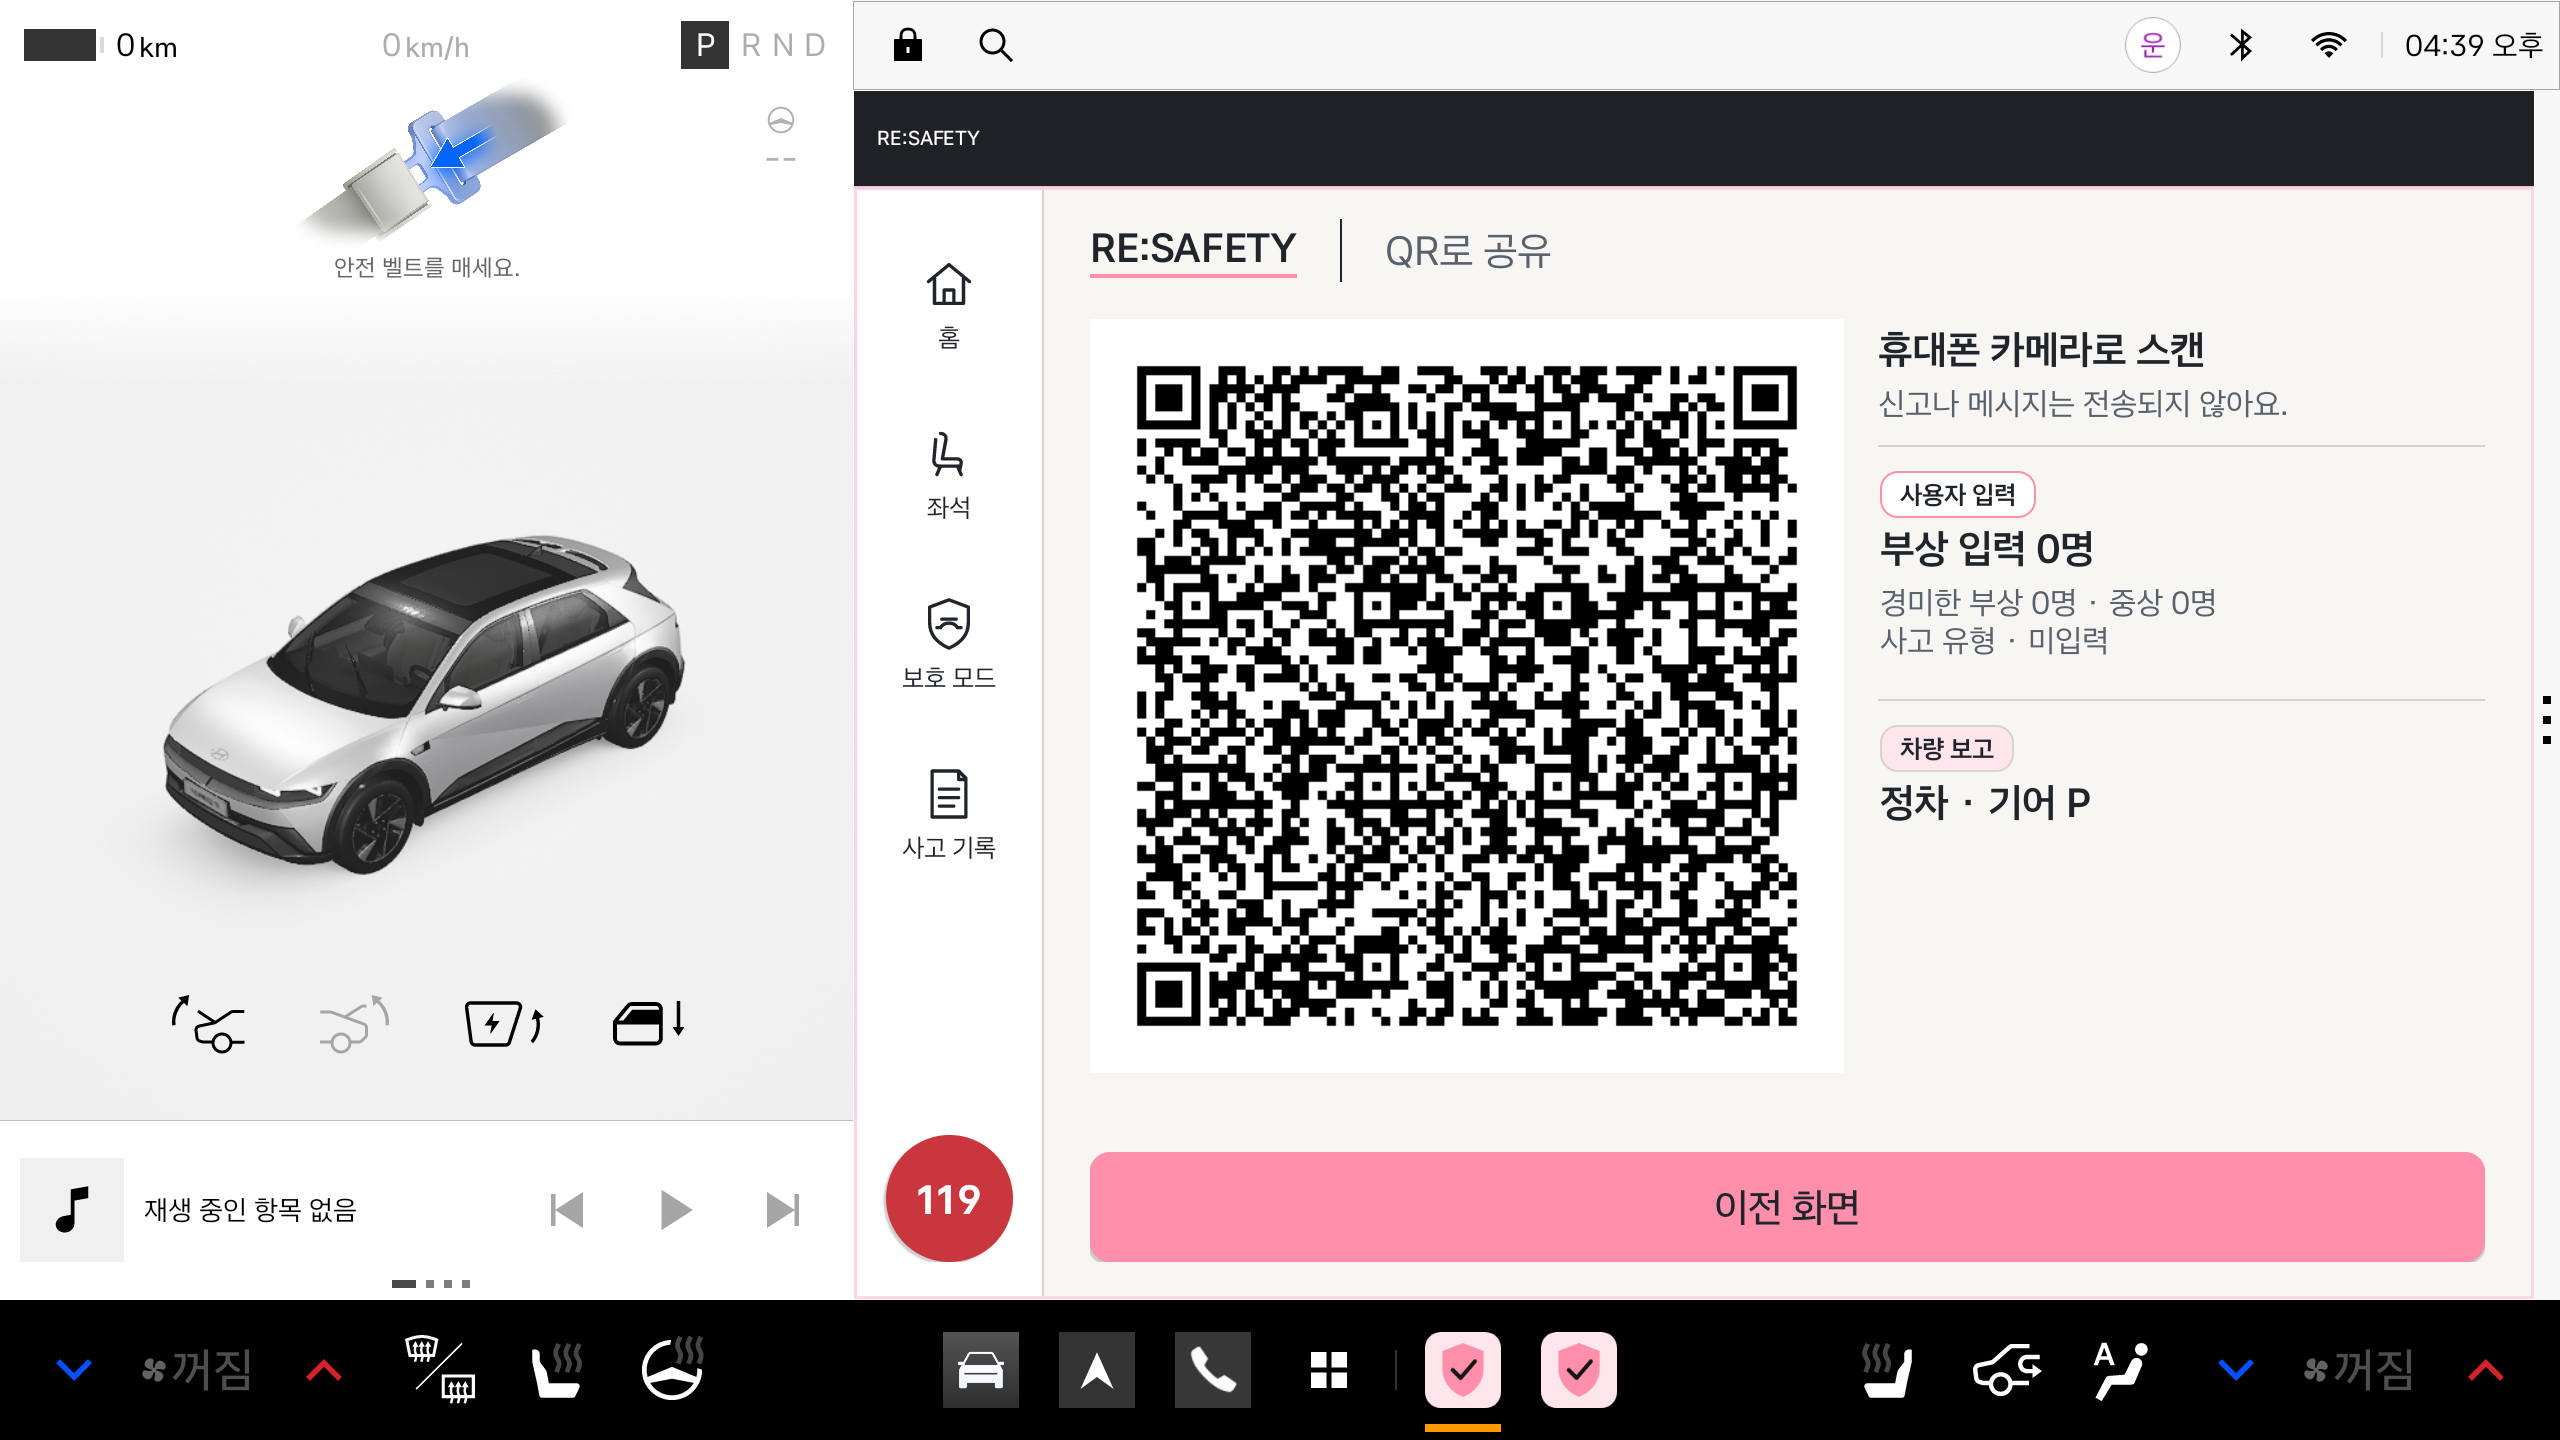 0 km
0 km/h
P R N D
안전 벨트를 매세요.
재생 중인 항목 없음
운
04:39 오후
RE:SAFETY
홈
좌석
보호 모드
사고 기록
119
RE:SAFETY
QR로 공유
휴대폰 카메라로 스캔
신고나 메시지는 전송되지 않아요.
사용자 입력
부상 입력 0명
경미한 부상 0명 · 중상 0명
사고 유형 · 미입력
차량 보고
정차 · 기어 P
이전 화면
꺼짐
A
꺼짐